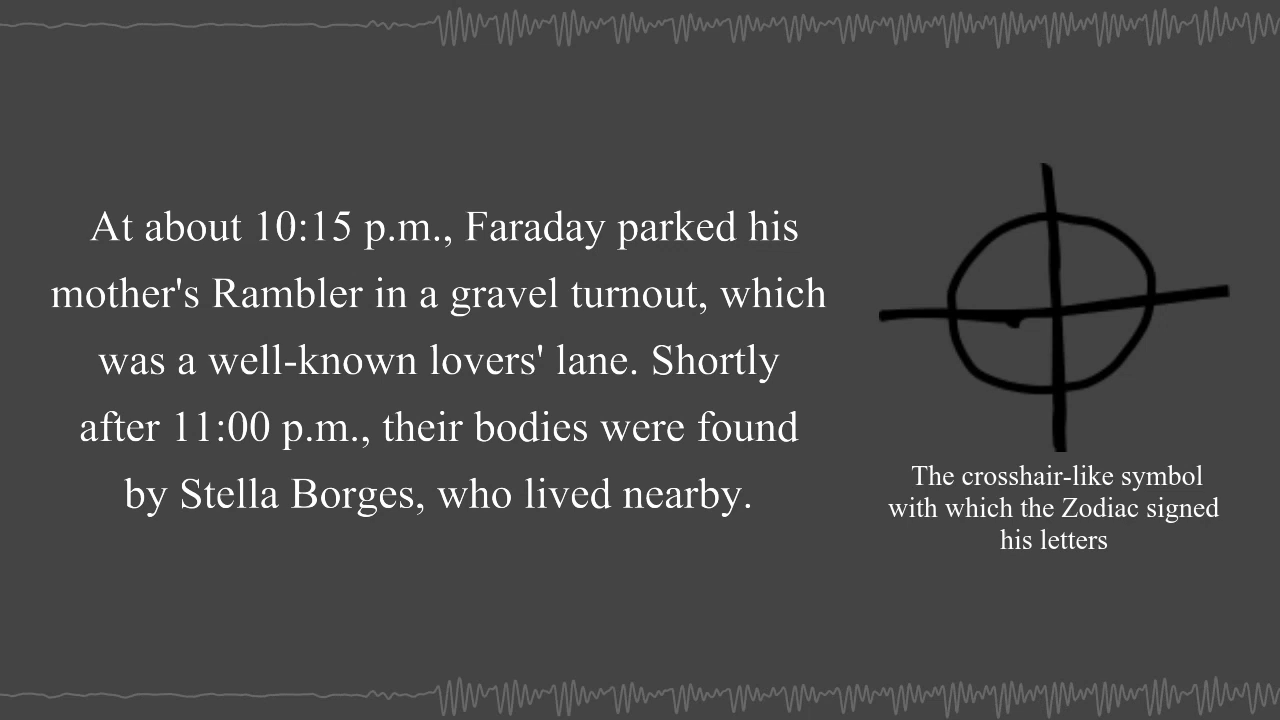 At about 10:15 p.m., Faraday parked his
mother's Rambler in a gravel turnout, which
was a well-known lovers' lane. Shortly
after 11:00 p.m., their bodies were found
by Stella Borges, who lived nearby.
The crosshair-like symbol
with which the Zodiac signed
his letters